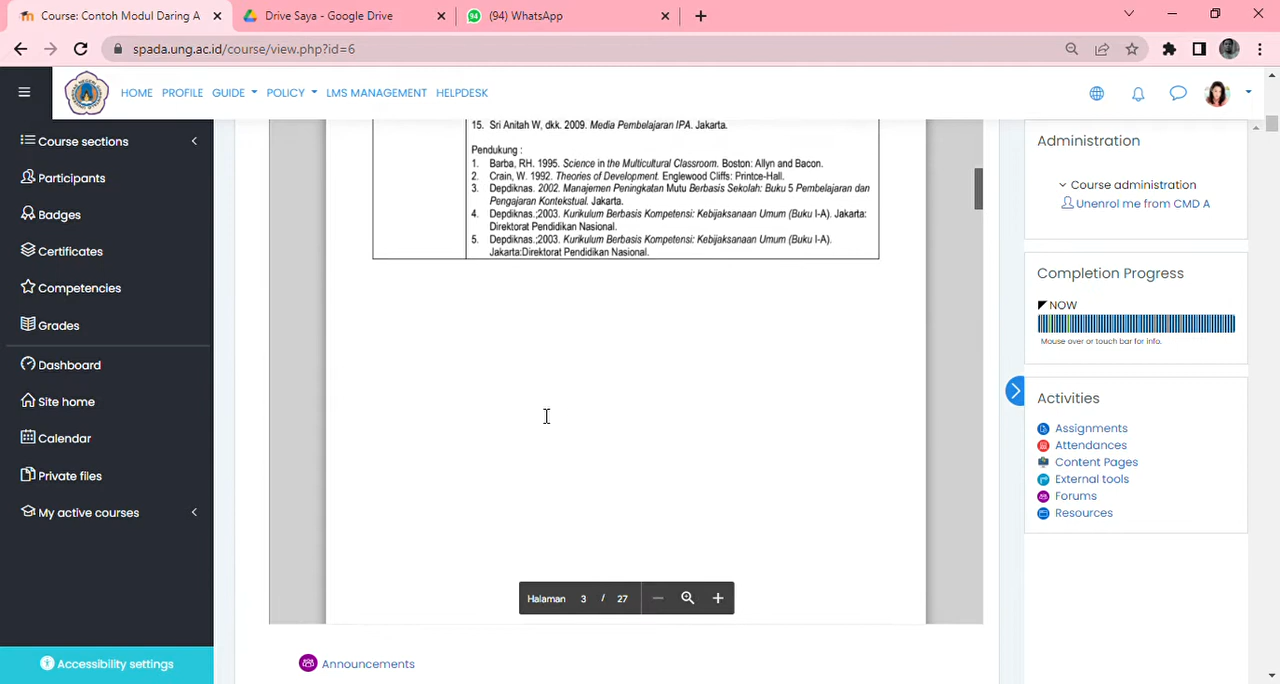 Course: Contoh Modul Daring A
Drive Saya - Google Drive
94
(94) WhatsApp
spada.ung.ac.id/course/view.php?id=6
HOME PROFILE GUIDE POLICY LMS MANAGEMENT HELPDESK
Course sections
Participants
Badges
Certificates
Competencies
Grades
Dashboard
Site home
Calendar
Private files
My active courses
Accessibility settings
15. Sri Anitah W, dkk. 2009. Media Pembelajaran IPA. Jakarta.
Pendukung :
1. Barba, RH. 1995. Science in the Multicultural Classroom. Boston: Allyn and Bacon.
2. Crain, W. 1992. Theories of Development. Englewood Cliffs: Printce-Hall.
3. Depdiknas. 2002. Manajemen Peningkatan Mutu Berbasis Sekolah: Buku 5 Pembelajaran dan
Pengajaran Kontekstual. Jakarta.
4. Depdiknas.;2003. Kurikulum Berbasis Kompetensi: Kebijaksanaan Umum (Buku I-A). Jakarta:
Direktorat Pendidikan Nasional.
5. Depdiknas.;2003. Kurikulum Berbasis Kompetensi: Kebijaksanaan Umum (Buku I-A).
Jakarta:Direktorat Pendidikan Nasional.
Halaman 3 / 27
Announcements
Administration
Course administration
Unenrol me from CMD A
Completion Progress
NOW
Mouse over or touch bar for info.
Activities
Assignments
Attendances
Content Pages
External tools
Forums
Resources